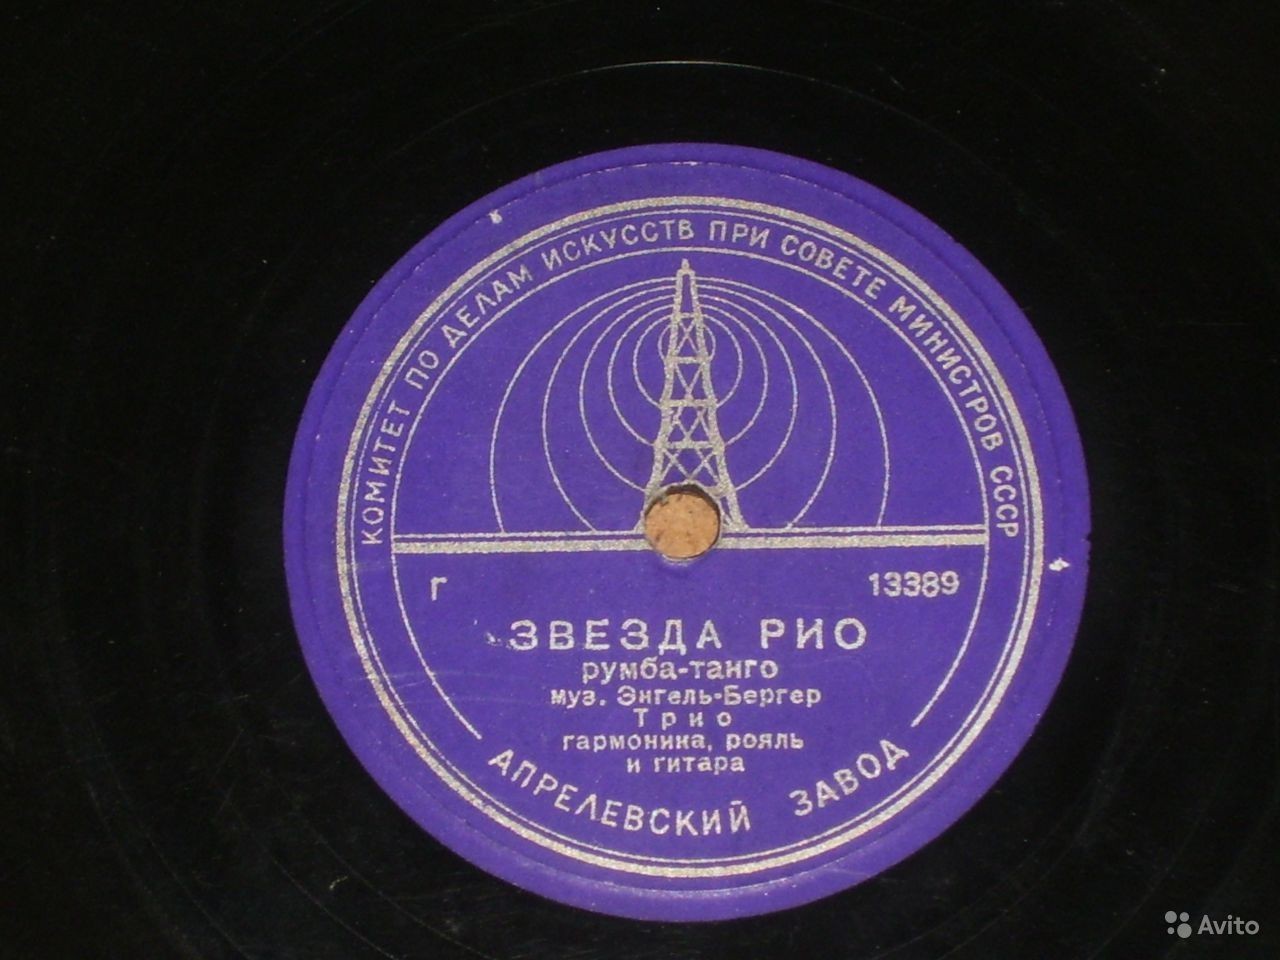 КОМИТЕТ ПО ДЕЛАМ ИСКУССТВ ПРИ СОВЕТЕ МИНИСТРОВ СССР
Г 13389
ЗВЕЗДА РИО
румба-танго
муз. Энгель-Бергер
Трио
гармоника, рояль
и гитара
АПРЕЛЕВСКИЙ ЗАВОД
Avito